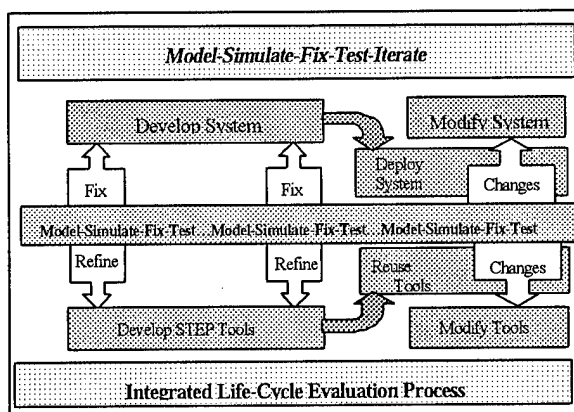 Model-Simulate-Fix-Test-Iterate
Develop System
Modify System
Deploy
System
Fix
Fix
Changes
Model-Simulate-Fix-Test…Model-Simulate-Fix-Test…Model-Simulate-Fix-Test
Refine
Refine
Reuse
Tools
Changes
Develop STEP Tools
Modify Tools
Integrated Life-Cycle Evaluation Process